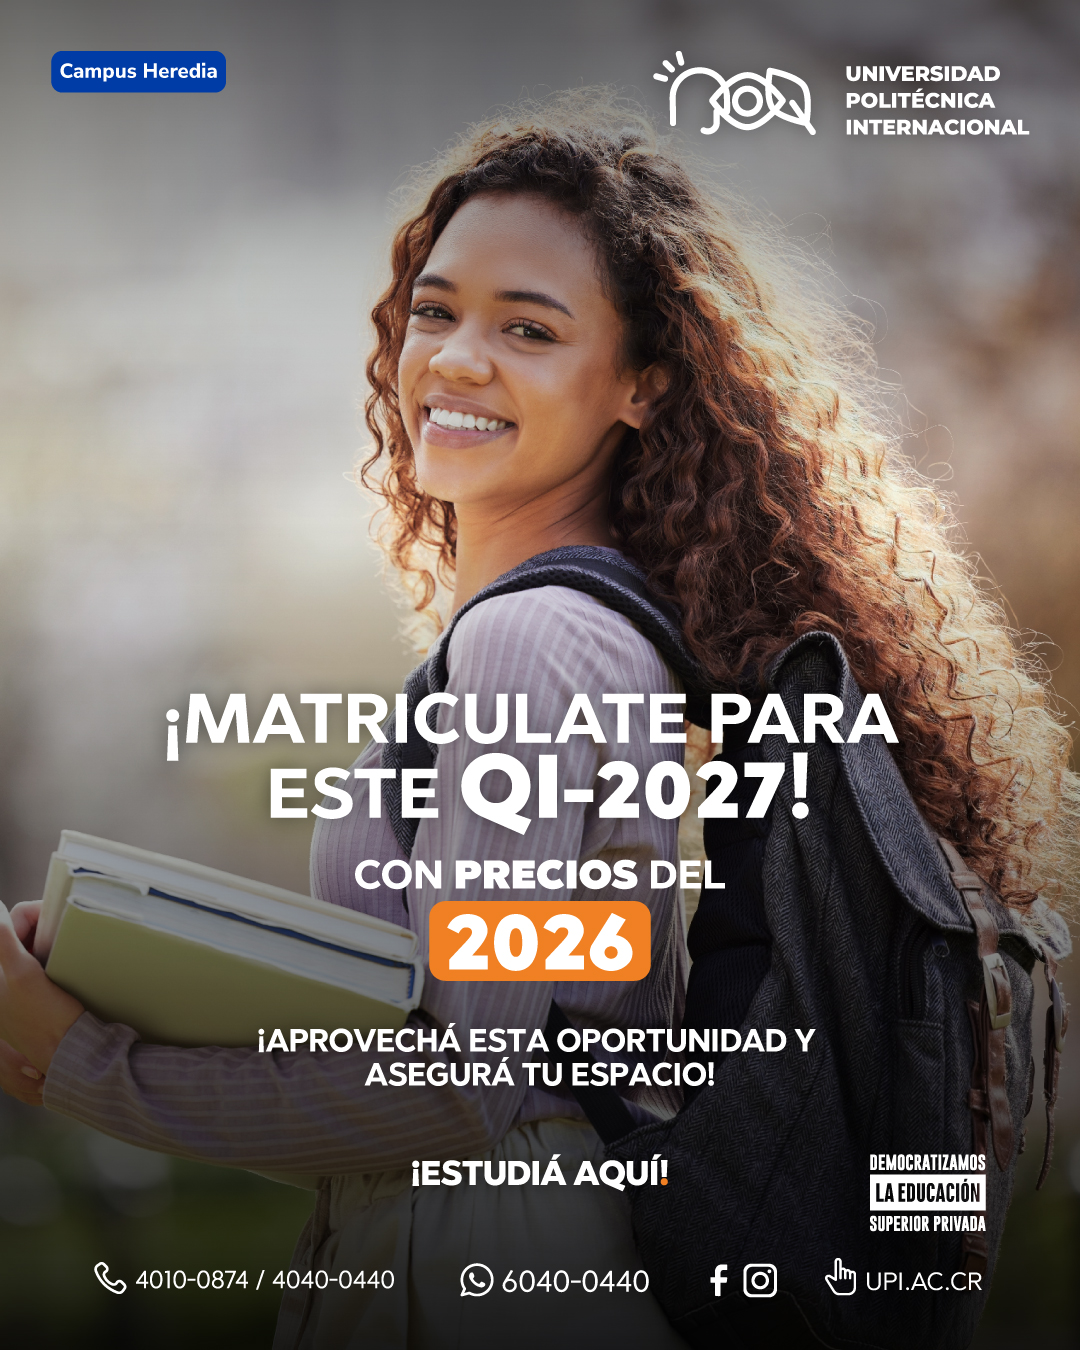 Campus Heredia
UNIVERSIDAD
POLITÉCNICA
INTERNACIONAL
¡MATRICULATE PARA
ESTE QI-2027!
CON PRECIOS DEL
2026
¡APROVECHÁ ESTA OPORTUNIDAD Y
ASEGURÁ TU ESPACIO!
¡ESTUDIÁ AQUÍ!
DEMOCRATIZAMOS
LA EDUCACIÓN
SUPERIOR PRIVADA
4010-0874 / 4040-0440
6040-0440
UPI.AC.CR